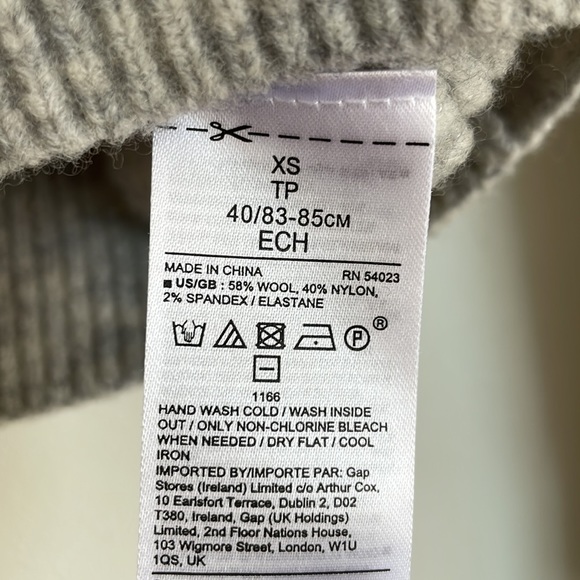 XS
TP
40/83-85CM
ECH
MADE IN CHINA RN 54023
■ US/GB : 58% WOOL, 40% NYLON,
2% SPANDEX / ELASTANE
P ®
1166
HAND WASH COLD / WASH INSIDE
OUT / ONLY NON-CHLORINE BLEACH
WHEN NEEDED / DRY FLAT / COOL
IRON
IMPORTED BY/IMPORTE PAR: Gap
Stores (Ireland) Limited c/o Arthur Cox,
10 Earlsfort Terrace, Dublin 2, D02
T380, Ireland, Gap (UK Holdings)
Limited, 2nd Floor Nations House,
103 Wigmore Street, London, W1U
1QS, UK